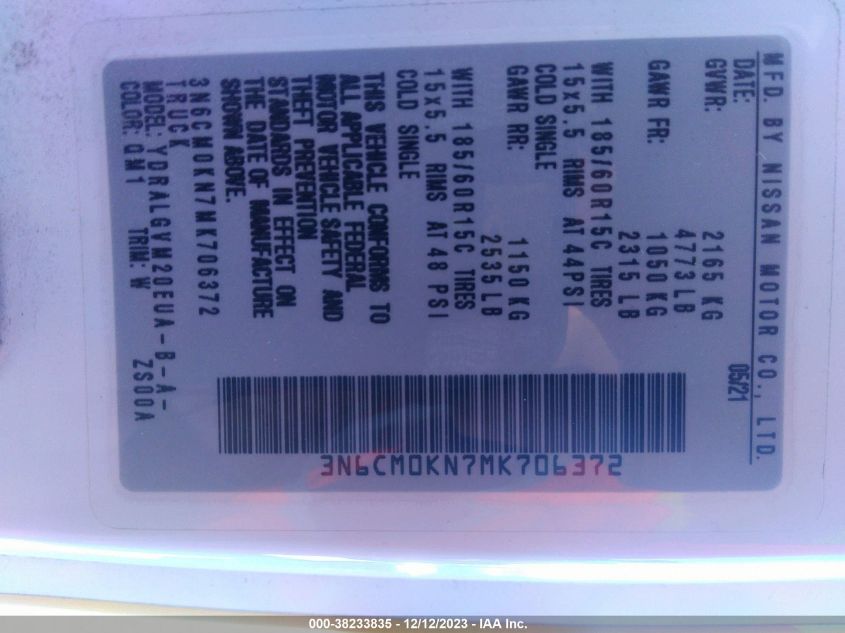 MFD BY NISSAN MOTOR CO., LTD.
DATE: 05/21
GVWR: 2165 KG
4773 LB
GAWR FR: 1050 KG
2315 LB
WITH 185/60R15C TIRES
15x5.5 RIMS AT 44PSI
COLD SINGLE
GAWR RR: 1150 KG
2535 LB
WITH 185/60R15C TIRES
15x5.5 RIMS AT 48 PSI
COLD SINGLE
THIS VEHICLE CONFORMS TO
ALL APPLICABLE FEDERAL
MOTOR VEHICLE SAFETY AND
THEFT PREVENTION
STANDARDS IN EFFECT ON
THE DATE OF MANUFACTURE
SHOWN ABOVE.
3N6CM0KN7MK706372
TRUCK
MODEL: YDRALGYM20EUA-B-A-
ZS00A
COLOR: QM1 TRIM: W
3N6CM0KN7MK706372
000-38233835 - 12/12/2023 - IAA Inc.